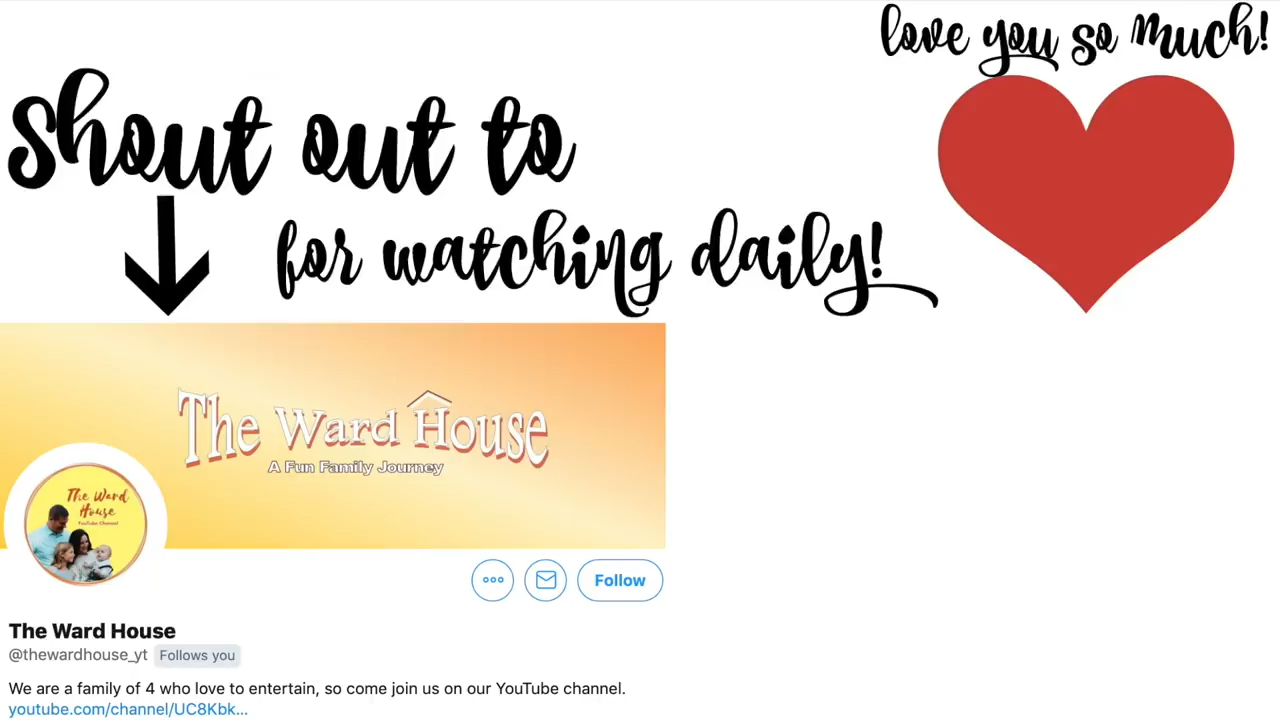 love you so much!
Shout out to
for watching daily!
The Ward House
A Fun Family Journey
The Ward
House
YouTube Channel
Follow
The Ward House
@thewardhouse_yt Follows you
We are a family of 4 who love to entertain, so come join us on our YouTube channel.
youtube.com/channel/UC8Kbk...